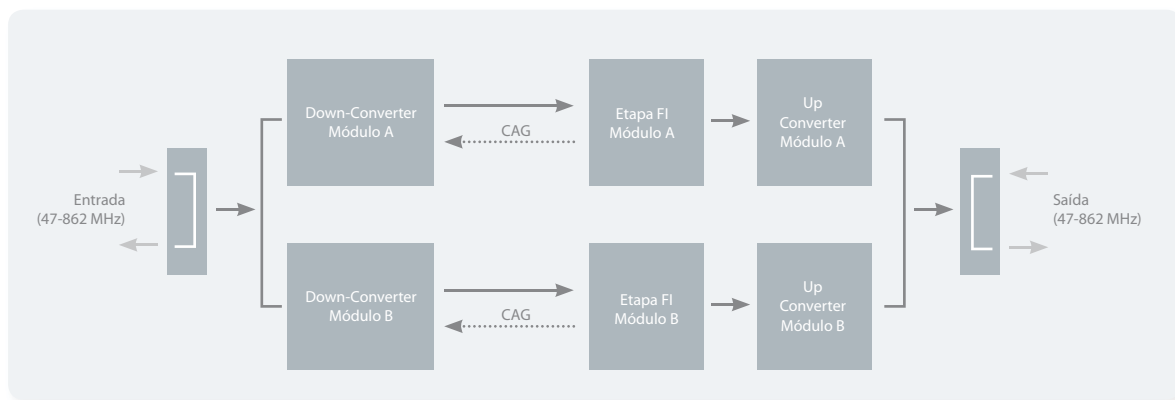 Down-Converter
Módulo A
CAG
Etapa FI
Módulo A
Up
Converter
Módulo A
Entrada
(47-862 MHz)
Saída
(47-862 MHz)
Down-Converter
Módulo B
CAG
Etapa FI
Módulo B
Up
Converter
Módulo B